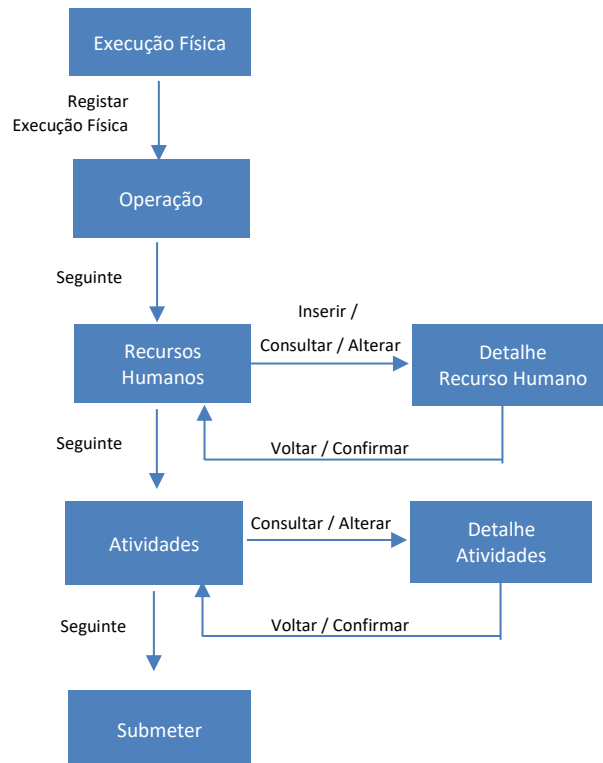 Execução Física
Registar
Execução Física
Operação
Seguinte
Inserir /
Consultar / Alterar
Recursos
Humanos
Detalhe
Recurso Humano
Voltar / Confirmar
Seguinte
Atividades
Consultar / Alterar
Detalhe
Atividades
Voltar / Confirmar
Seguinte
Submeter